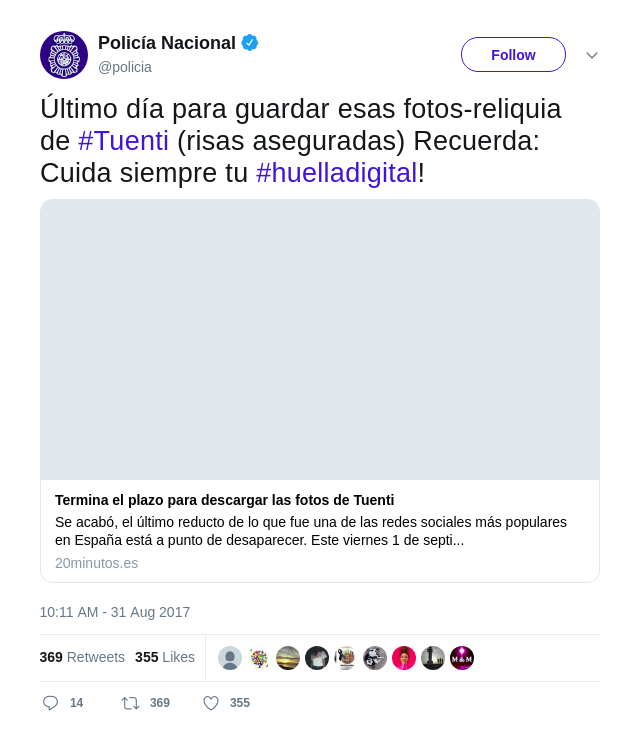 Policía Nacional
@policia
Follow
Último día para guardar esas fotos-reliquia
de #Tuenti (risas aseguradas) Recuerda:
Cuida siempre tu #huelladigital!
Termina el plazo para descargar las fotos de Tuenti
Se acabó, el último reducto de lo que fue una de las redes sociales más populares
en España está a punto de desaparecer. Este viernes 1 de septi...
20minutos.es
10:11 AM - 31 Aug 2017
369 Retweets 355 Likes
M&M
14 369 355